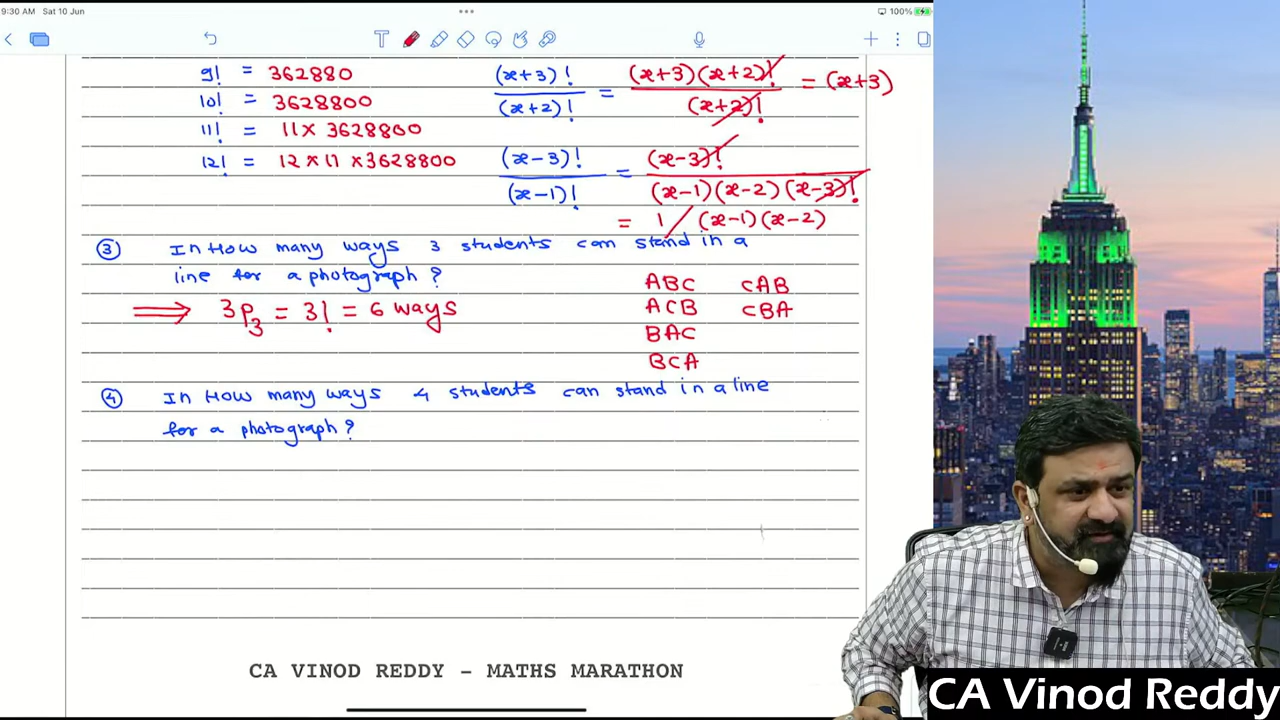 9:30 AM Sat 10 Jun
100%
T
9! = 362880
10! = 3628800
11! = 11 × 3628800
12! = 12 × 11 × 3628800
(x+3)! / (x+2)! = (x+3)(x+2)! / (x+2)! = (x+3)
(x-3)! / (x-1)! = (x-3)! / (x-1)(x-2)(x-3)!
= 1/(x-1)(x-2)
③ In How many ways 3 students can stand in a
line for a photograph?
⟹ 3P3 = 3! = 6 ways
ABC CAB
ACB CBA
BAC
BCA
④ In How many ways 4 students can stand in a line
for a photograph?
CA VINOD REDDY - MATHS MARATHON
CA Vinod Reddy